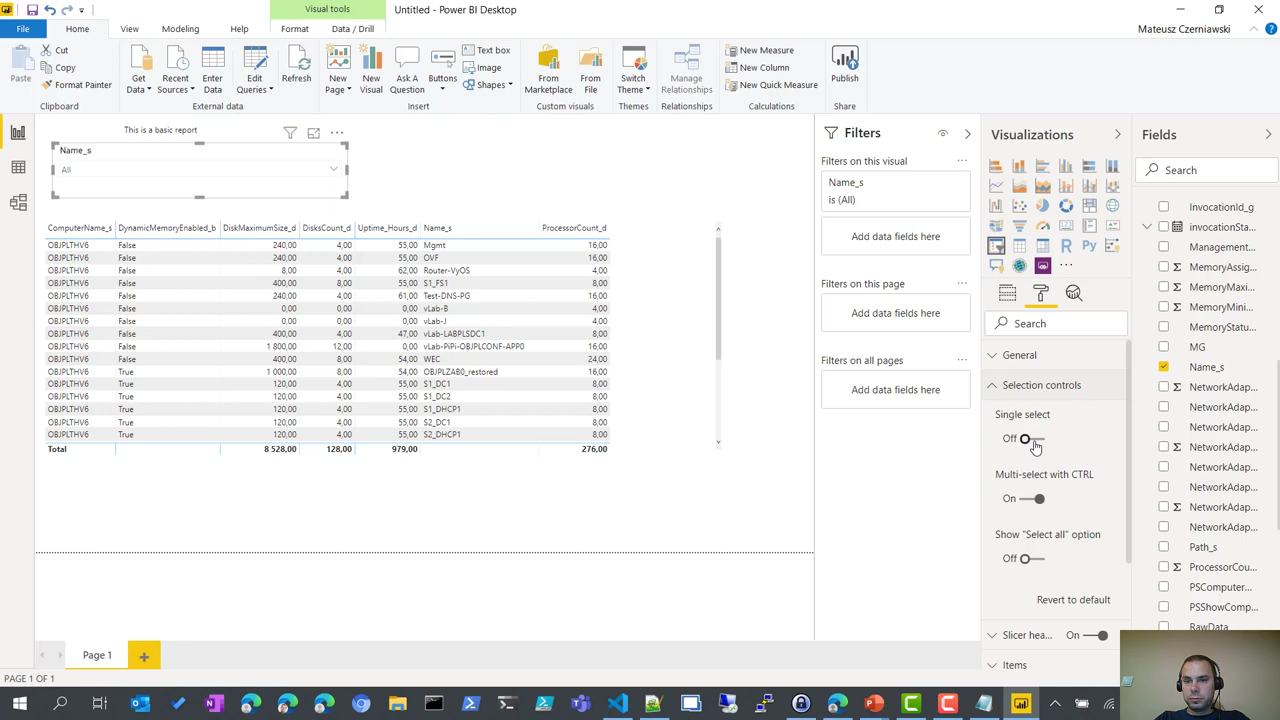 Visual tools
Untitled - Power BI Desktop
File
Home
View
Modeling
Help
Format
Data / Drill
Mateusz Czerniawski
Paste
Cut
Copy
Format Painter
Clipboard
Get Data
Recent Sources
Enter Data
Edit Queries
Refresh
External data
New Page
New Visual
Ask A Question
Buttons
Text box
Image
Shapes
Insert
From Marketplace
From File
Custom visuals
Switch Theme
Themes
Manage Relationships
Relationships
New Measure
New Column
New Quick Measure
Calculations
Publish
Share
This is a basic report
Name_s
All
ComputerName_s DynamicMemoryEnabled_b DiskMaximumSize_d DisksCount_d Uptime_Hours_d Name_s ProcessorCount_d
OBJPLTHV6 False 240,00 4,00 55,00 Mgmt 16,00
OBJPLTHV6 False 240,00 4,00 55,00 OVF 16,00
OBJPLTHV6 False 8,00 4,00 62,00 Router-VyOS 4,00
OBJPLTHV6 False 400,00 8,00 55,00 S1_FS1 8,00
OBJPLTHV6 False 240,00 4,00 61,00 Test-DNS-PG 16,00
OBJPLTHV6 False 0,00 0,00 0,00 vLab-B 4,00
OBJPLTHV6 False 0,00 0,00 0,00 vLab-J 4,00
OBJPLTHV6 False 400,00 4,00 47,00 vLab-LABPLSDC1 8,00
OBJPLTHV6 False 1 800,00 12,00 0,00 vLab-PiPi-OBJPLCONF-APP0 16,00
OBJPLTHV6 False 400,00 8,00 54,00 WEC 24,00
OBJPLTHV6 True 1 000,00 8,00 54,00 OBJPLZAB0_restored 16,00
OBJPLTHV6 True 120,00 4,00 55,00 S1_DC1 8,00
OBJPLTHV6 True 120,00 4,00 55,00 S1_DC2 8,00
OBJPLTHV6 True 120,00 4,00 55,00 S1_DHCP1 8,00
OBJPLTHV6 True 120,00 4,00 55,00 S2_DC1 8,00
OBJPLTHV6 True 120,00 4,00 55,00 S2_DHCP1 8,00
Total 8 528,00 128,00 979,00 276,00
Filters
Filters on this visual
Name_s
is (All)
Add data fields here
Filters on this page
Add data fields here
Filters on all pages
Add data fields here
Visualizations
Search
General
Selection controls
Single select
Off
Multi-select with CTRL
On
Show "Select all" option
Off
Revert to default
Slicer hea... On
Items
Fields
Search
InvocationId_g
invocationSta...
Management...
MemoryAssig...
MemoryMaxi...
MemoryMini...
MemoryStatu...
MG
Name_s
NetworkAdap...
NetworkAdap...
NetworkAdap...
NetworkAdap...
NetworkAdap...
NetworkAdap...
NetworkAdap...
NetworkAdap...
Path_s
ProcessorCou...
PSComputer...
PSShowComp...
RawData
Page 1
PAGE 1 OF 1